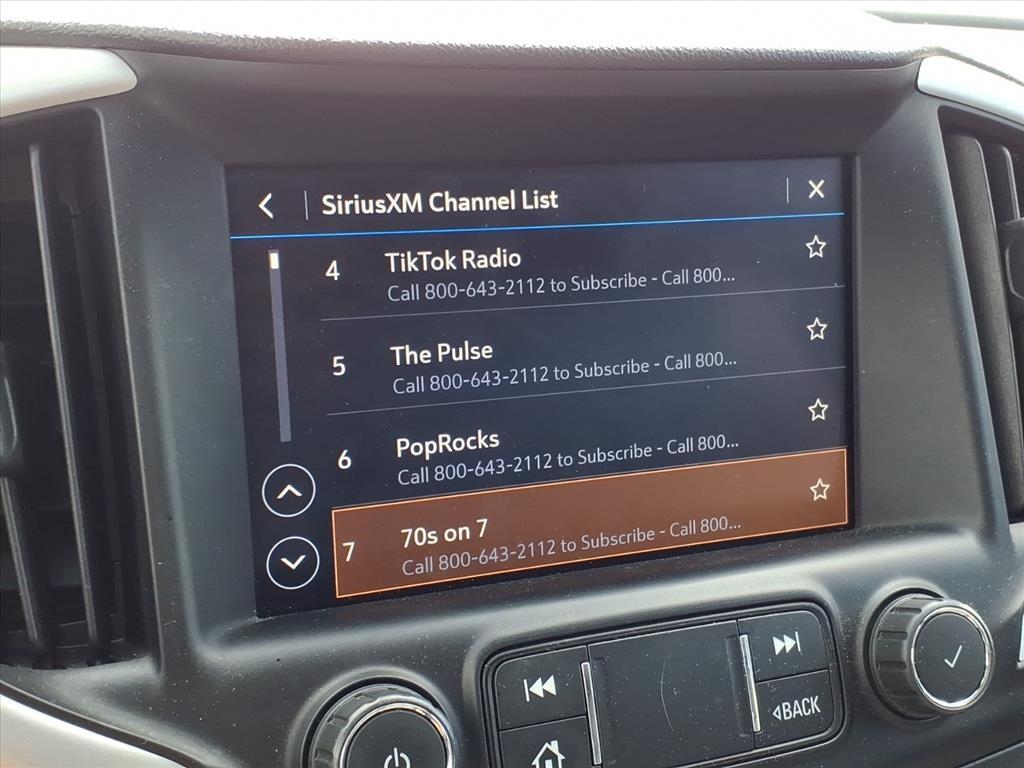 SiriusXM Channel List
4
TikTok Radio
Call 800-643-2112 to Subscribe - Call 800...
5
The Pulse
Call 800-643-2112 to Subscribe - Call 800...
6
PopRocks
Call 800-643-2112 to Subscribe - Call 800...
7
70s on 7
Call 800-643-2112 to Subscribe - Call 800...
BACK